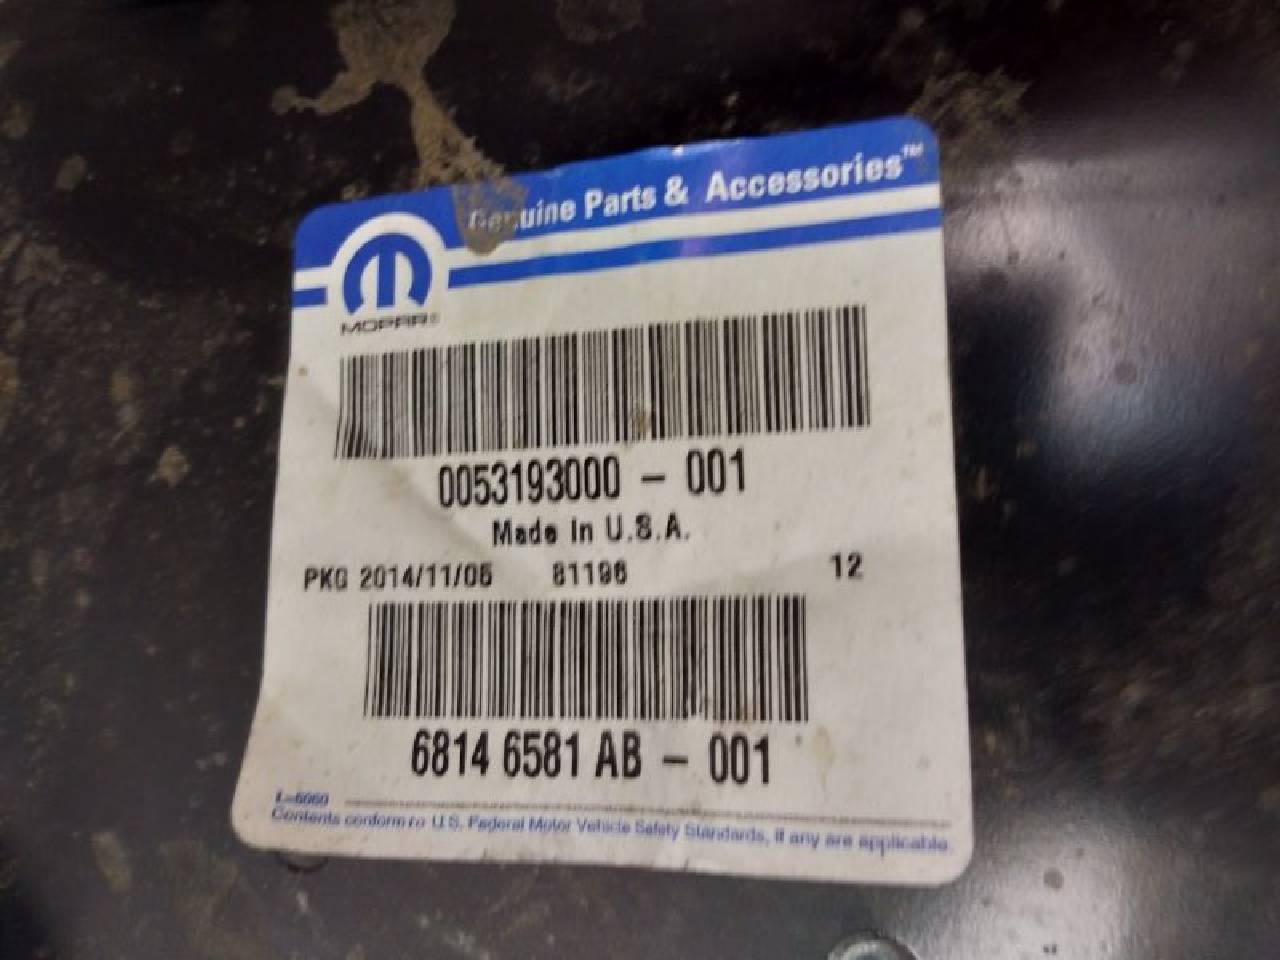 Genuine Parts & Accessories™
MOPAR®
0053193000 - 001
Made In U.S.A.
PKG 2014/11/05 81196 12
6814 6581 AB - 001
L-6060
Contents conform to U.S. Federal Motor Vehicle Safety Standards, if any are applicable.